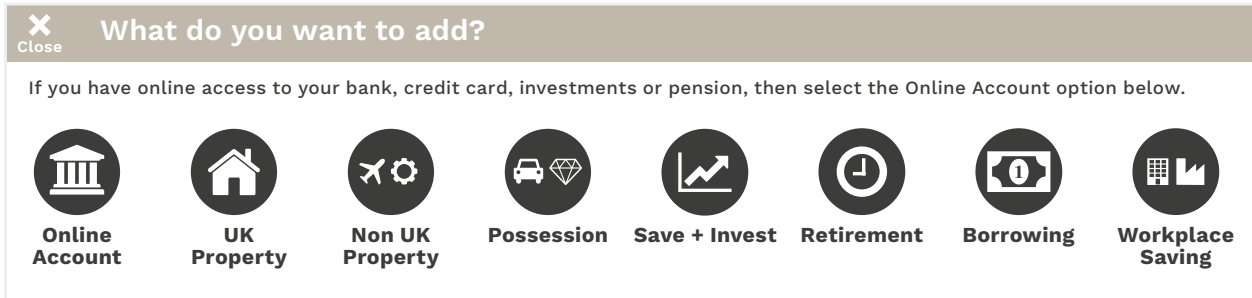 What do you want to add?
Close
If you have online access to your bank, credit card, investments or pension, then select the Online Account option below.
1
Online Account
UK Property
Non UK Property
Possession
Save + Invest
Retirement
Borrowing
Workplace Saving